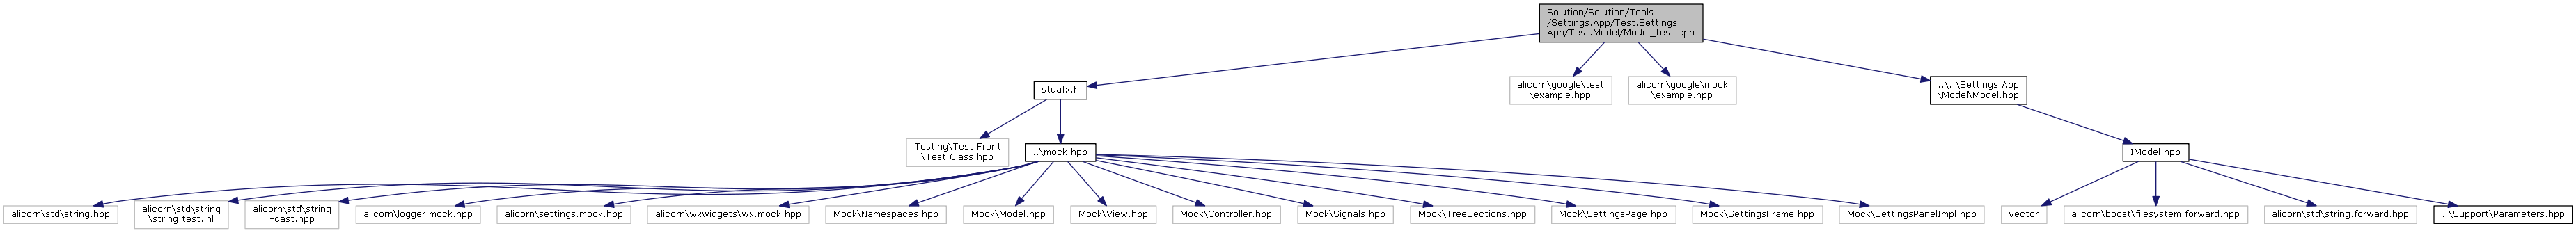 Solution/Solution/Tools
/Settings.App/Test.Settings.
App/Test.Model/Model_test.cpp
stdafx.h
alicorn\google\test
\example.hpp
alicorn\google\mock
\example.hpp
..\..\Settings.App
\Model\Model.hpp
Testing\Test.Front
\Test.Class.hpp
..\mock.hpp
IModel.hpp
alicorn\std\string.hpp
alicorn\std\string
\string.test.inl
alicorn\std\string
-cast.hpp
alicorn\logger.mock.hpp
alicorn\settings.mock.hpp
alicorn\wxwidgets\wx.mock.hpp
Mock\Namespaces.hpp
Mock\Model.hpp
Mock\View.hpp
Mock\Controller.hpp
Mock\Signals.hpp
Mock\TreeSections.hpp
Mock\SettingsPage.hpp
Mock\SettingsFrame.hpp
Mock\SettingsPanelImpl.hpp
vector
alicorn\boost\filesystem.forward.hpp
alicorn\std\string.forward.hpp
..\Support\Parameters.hpp